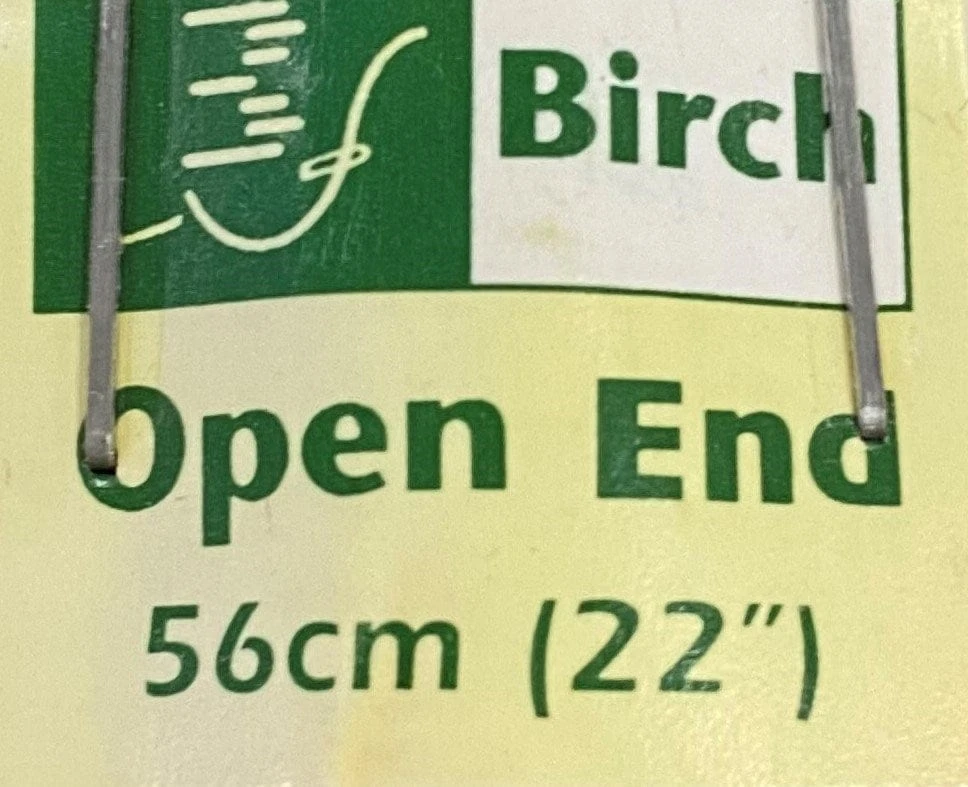 Birch
Open End
56cm (22")